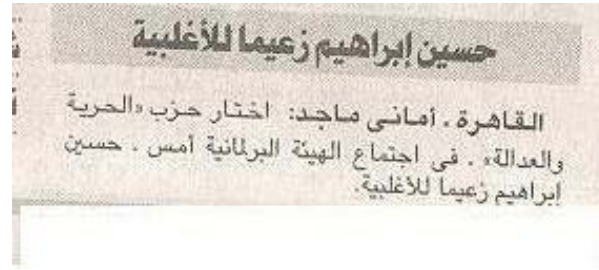 حسين إبراهيم زعيما للأغلبية
القاهرة . أمانى ماجد: اختار حزب «الحرية
والعدالة» . فى اجتماع الهيئة البرلمانية أمس . حسين
إبراهيم زعيما للأغلبية.